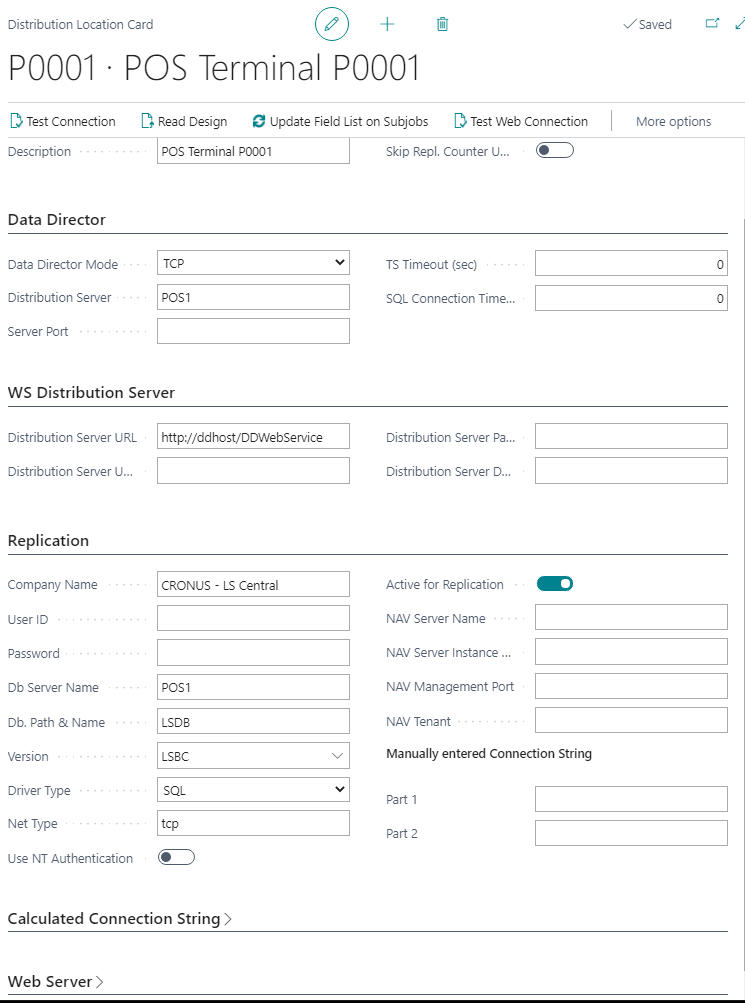 Distribution Location Card
Saved
P0001 · POS Terminal P0001
Test Connection
Read Design
Update Field List on Subjobs
Test Web Connection
More options
Description
POS Terminal P0001
Skip Repl. Counter U...
Data Director
Data Director Mode
TCP
TS Timeout (sec)
0
Distribution Server
POS1
SQL Connection Time...
0
Server Port
WS Distribution Server
Distribution Server URL
http://ddhost/DDWebService
Distribution Server Pa...
Distribution Server U...
Distribution Server D...
Replication
Company Name
CRONUS - LS Central
Active for Replication
User ID
NAV Server Name
Password
NAV Server Instance ...
Db Server Name
POS1
NAV Management Port
Db. Path & Name
LSDB
NAV Tenant
Version
LSBC
Manually entered Connection String
Driver Type
SQL
Part 1
Net Type
tcp
Part 2
Use NT Authentication
Calculated Connection String
Web Server